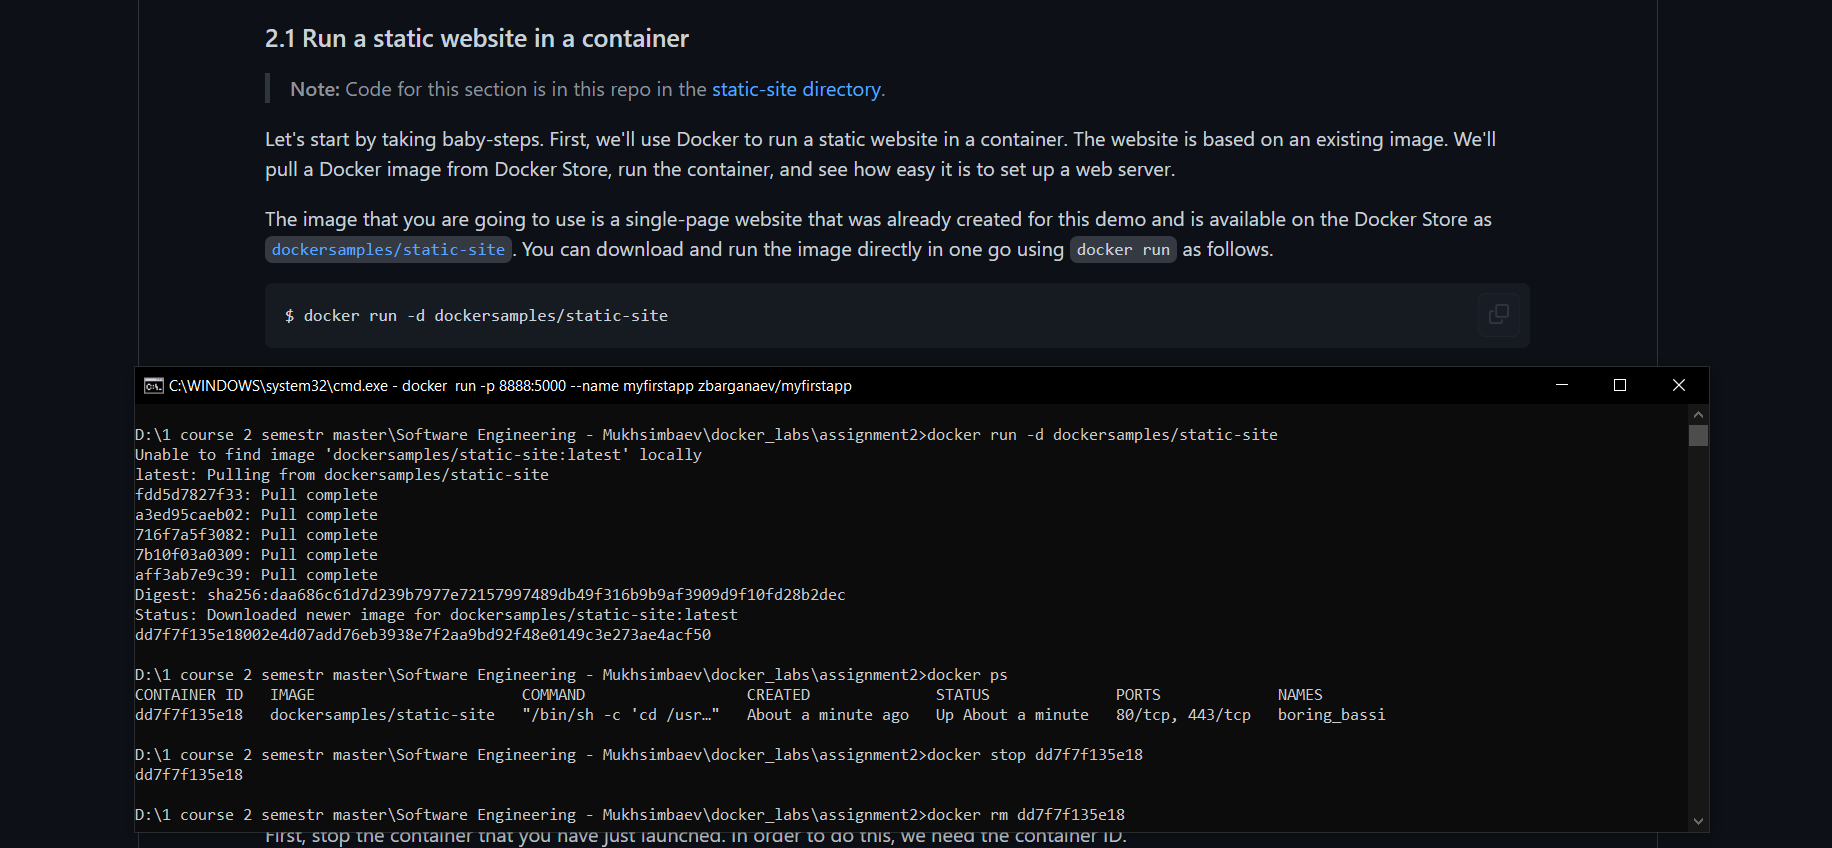 2.1 Run a static website in a container
Note: Code for this section is in this repo in the static-site directory.
Let's start by taking baby-steps. First, we'll use Docker to run a static website in a container. The website is based on an existing image. We'll
pull a Docker image from Docker Store, run the container, and see how easy it is to set up a web server.
The image that you are going to use is a single-page website that was already created for this demo and is available on the Docker Store as
dockersamples/static-site. You can download and run the image directly in one go using docker run as follows.
$ docker run -d dockersamples/static-site
C:\WINDOWS\system32\cmd.exe - docker  run -p 8888:5000 --name myfirstapp zbarganaev/myfirstapp
D:\1 course 2 semestr master\Software Engineering - Mukhsimbaev\docker_labs\assignment2>docker run -d dockersamples/static-site
Unable to find image 'dockersamples/static-site:latest' locally
latest: Pulling from dockersamples/static-site
fdd5d7827f33: Pull complete
a3ed95caeb02: Pull complete
716f7a5f3082: Pull complete
7b10f03a0309: Pull complete
aff3ab7e9c39: Pull complete
Digest: sha256:daa686c61d7d239b7977e72157997489db49f316b9b9af3909d9f10fd28b2dec
Status: Downloaded newer image for dockersamples/static-site:latest
dd7f7f135e18002e4d07add76eb3938e7f2aa9bd92f48e0149c3e273ae4acf50
D:\1 course 2 semestr master\Software Engineering - Mukhsimbaev\docker_labs\assignment2>docker ps
CONTAINER ID   IMAGE                       COMMAND                  CREATED              STATUS              PORTS             NAMES
dd7f7f135e18   dockersamples/static-site   "/bin/sh -c 'cd /usr…"   About a minute ago   Up About a minute   80/tcp, 443/tcp   boring_bassi
D:\1 course 2 semestr master\Software Engineering - Mukhsimbaev\docker_labs\assignment2>docker stop dd7f7f135e18
dd7f7f135e18
D:\1 course 2 semestr master\Software Engineering - Mukhsimbaev\docker_labs\assignment2>docker rm dd7f7f135e18
First, stop the container that you have just launched. In order to do this, we need the container ID.